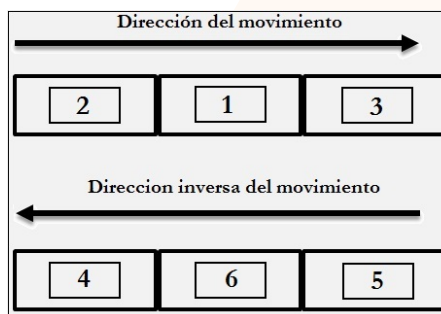 Dirección del movimiento
2 1 3
Direccion inversa del movimiento
4 6 5